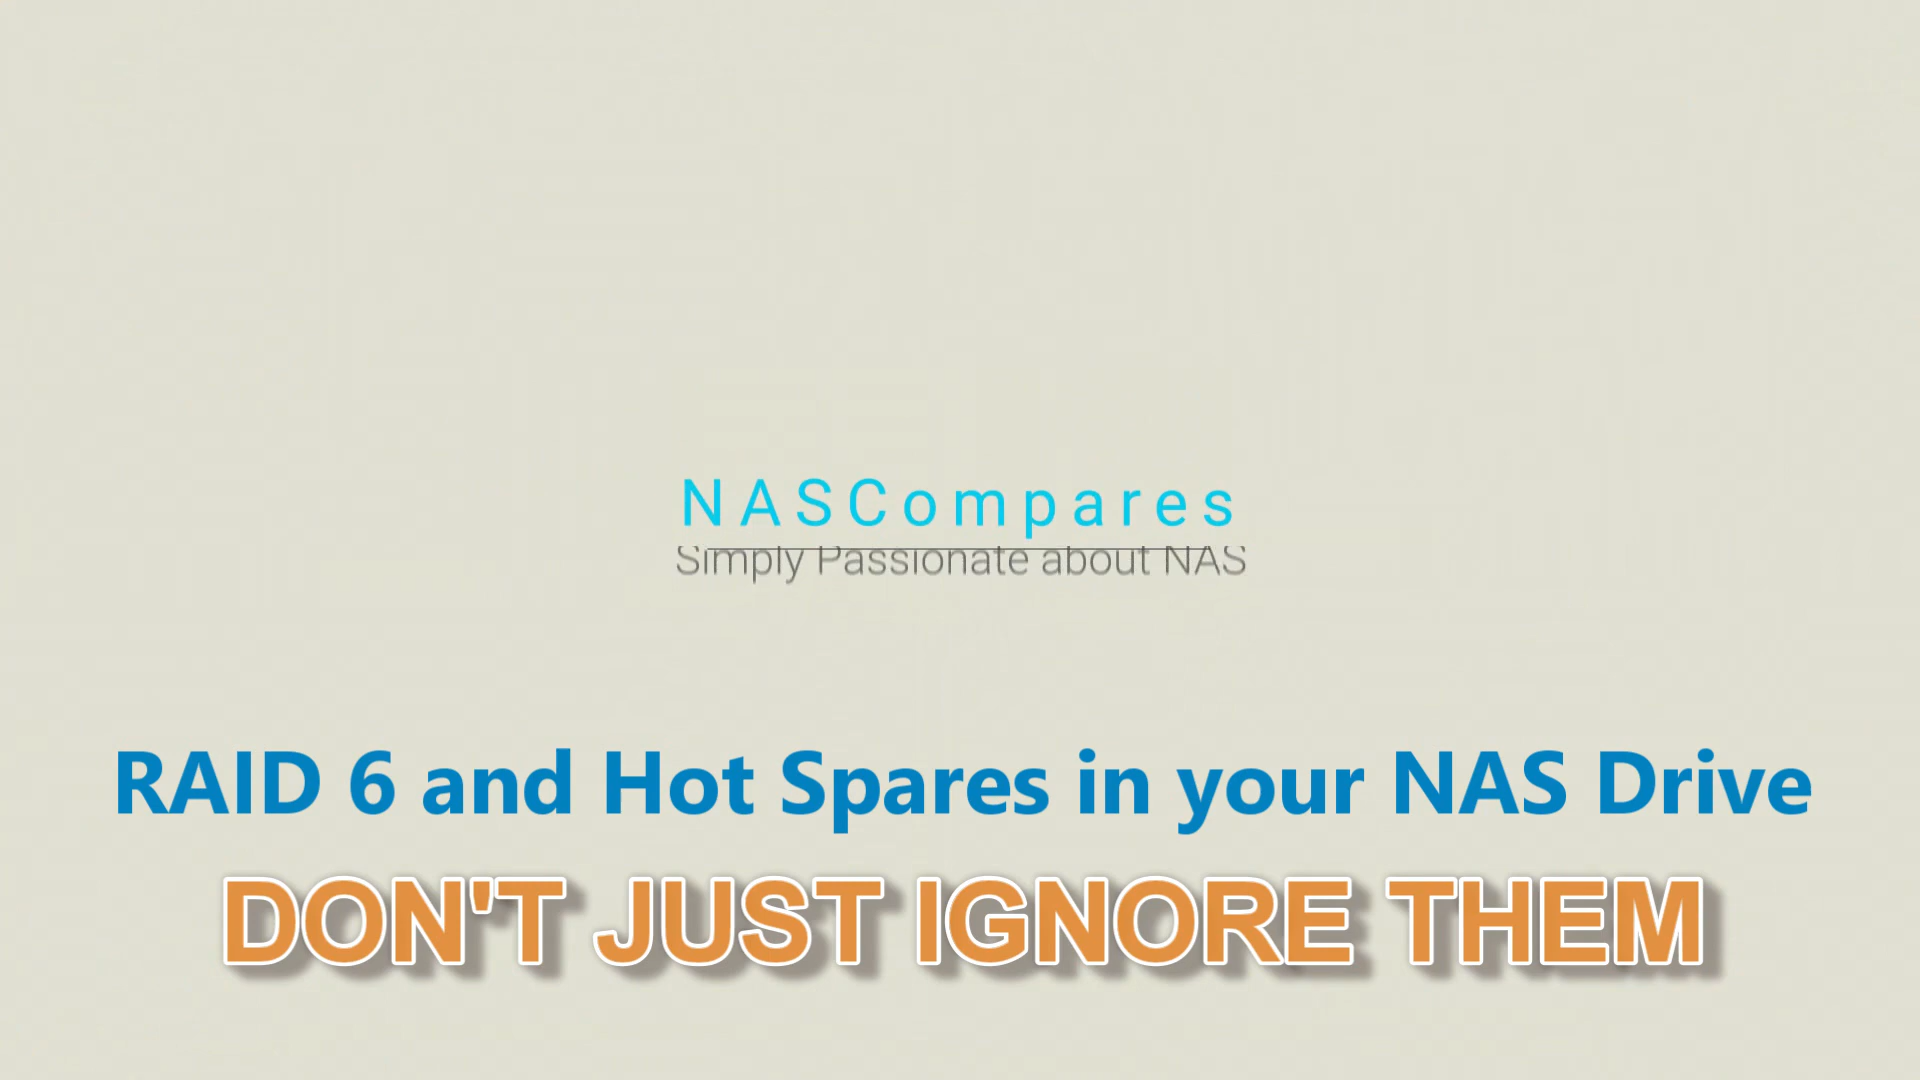 NASCompares
Simply Passionate about NAS
RAID 6 and Hot Spares in your NAS Drive
DON'T JUST IGNORE THEM